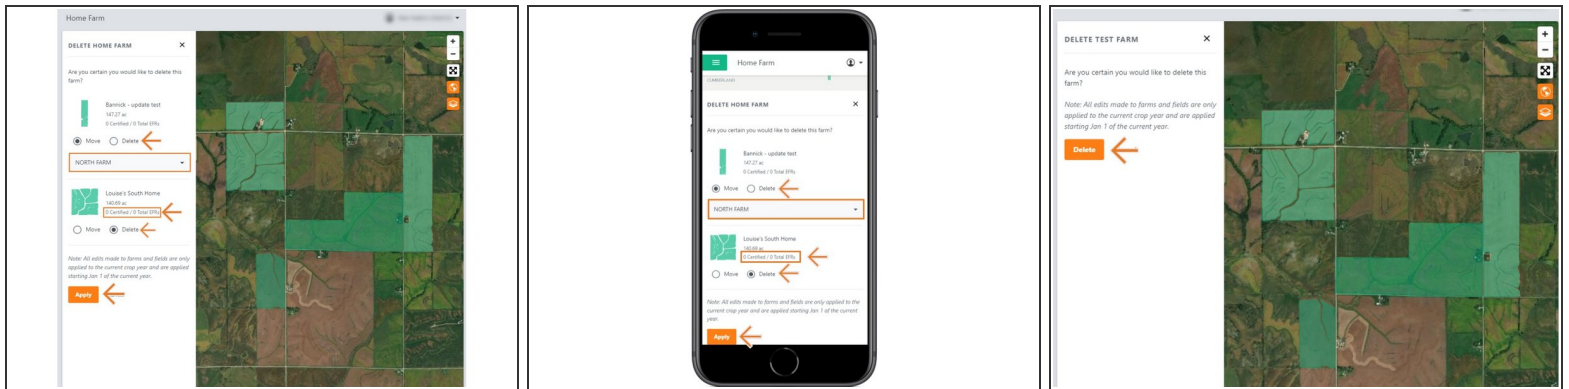 Home Farm
DELETE HOME FARM ×
Are you certain you would like to delete this
farm?
Bannick - update test
147.27 ac
0 Certified / 0 Total EFRs
Move Delete
NORTH FARM
Louise's South Home
140.69 ac
0 Certified / 0 Total EFRs
Move Delete
Note: All edits made to farms and fields are only
applied to the current crop year and are applied
starting Jan 1 of the current year.
Apply
Home Farm
CUMBERLAND
DELETE HOME FARM ×
Are you certain you would like to delete this farm?
Bannick - update test
147.27 ac
0 Certified / 0 Total EFRs
Move Delete
NORTH FARM
Louise's South Home
140.69 ac
0 Certified / 0 Total EFRs
Move Delete
Note: All edits made to farms and fields are only applied to the
current crop year and are applied starting Jan 1 of the current
year.
Apply
DELETE TEST FARM ×
Are you certain you would like to delete this
farm?
Note: All edits made to farms and fields are only
applied to the current crop year and are applied
starting Jan 1 of the current year.
Delete